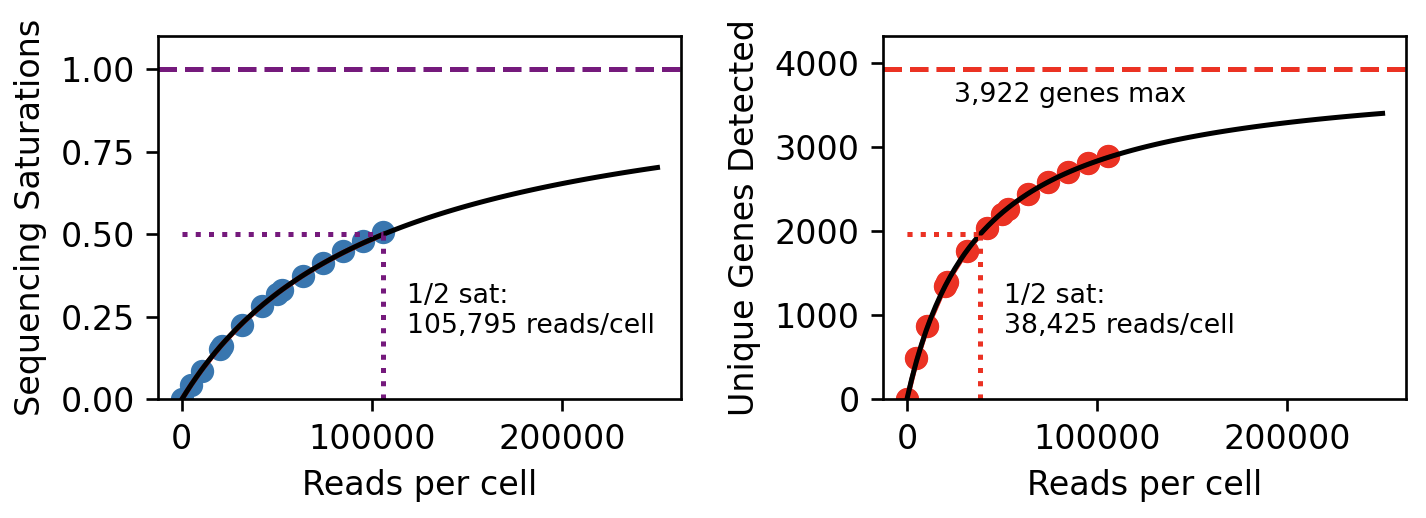 Sequencing Saturations
1.00
0.75
0.50
0.25
0.00
1/2 sat:
105,795 reads/cell
0 100000 200000
Reads per cell
Unique Genes Detected
4000
3000
2000
1000
0
3,922 genes max
1/2 sat:
38,425 reads/cell
0 100000 200000
Reads per cell